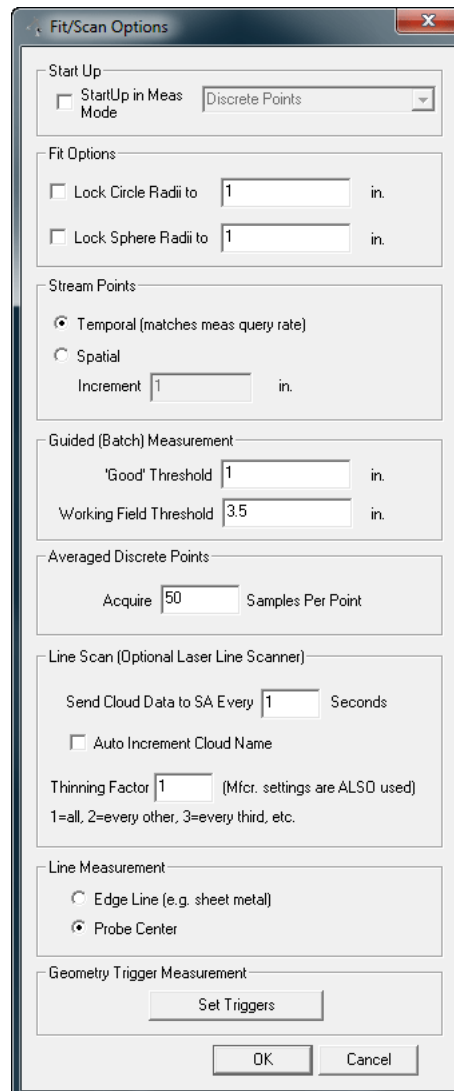 Fit/Scan Options
Start Up
StartUp in Meas Mode Discrete Points
Fit Options
Lock Circle Radii to 1 in.
Lock Sphere Radii to 1 in.
Stream Points
Temporal (matches meas query rate)
Spatial
Increment 1 in.
Guided (Batch) Measurement
'Good' Threshold 1 in.
Working Field Threshold 3.5 in.
Averaged Discrete Points
Acquire 50 Samples Per Point
Line Scan (Optional Laser Line Scanner)
Send Cloud Data to SA Every 1 Seconds
Auto Increment Cloud Name
Thinning Factor 1 (Mfcr. settings are ALSO used)
1=all, 2=every other, 3=every third, etc.
Line Measurement
Edge Line (e.g. sheet metal)
Probe Center
Geometry Trigger Measurement
Set Triggers
OK Cancel